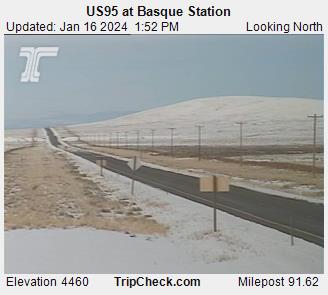 US95 at Basque Station
Updated: Jan 16 2024 1:52 PM Looking North
Elevation 4460 TripCheck.com Milepost 91.62